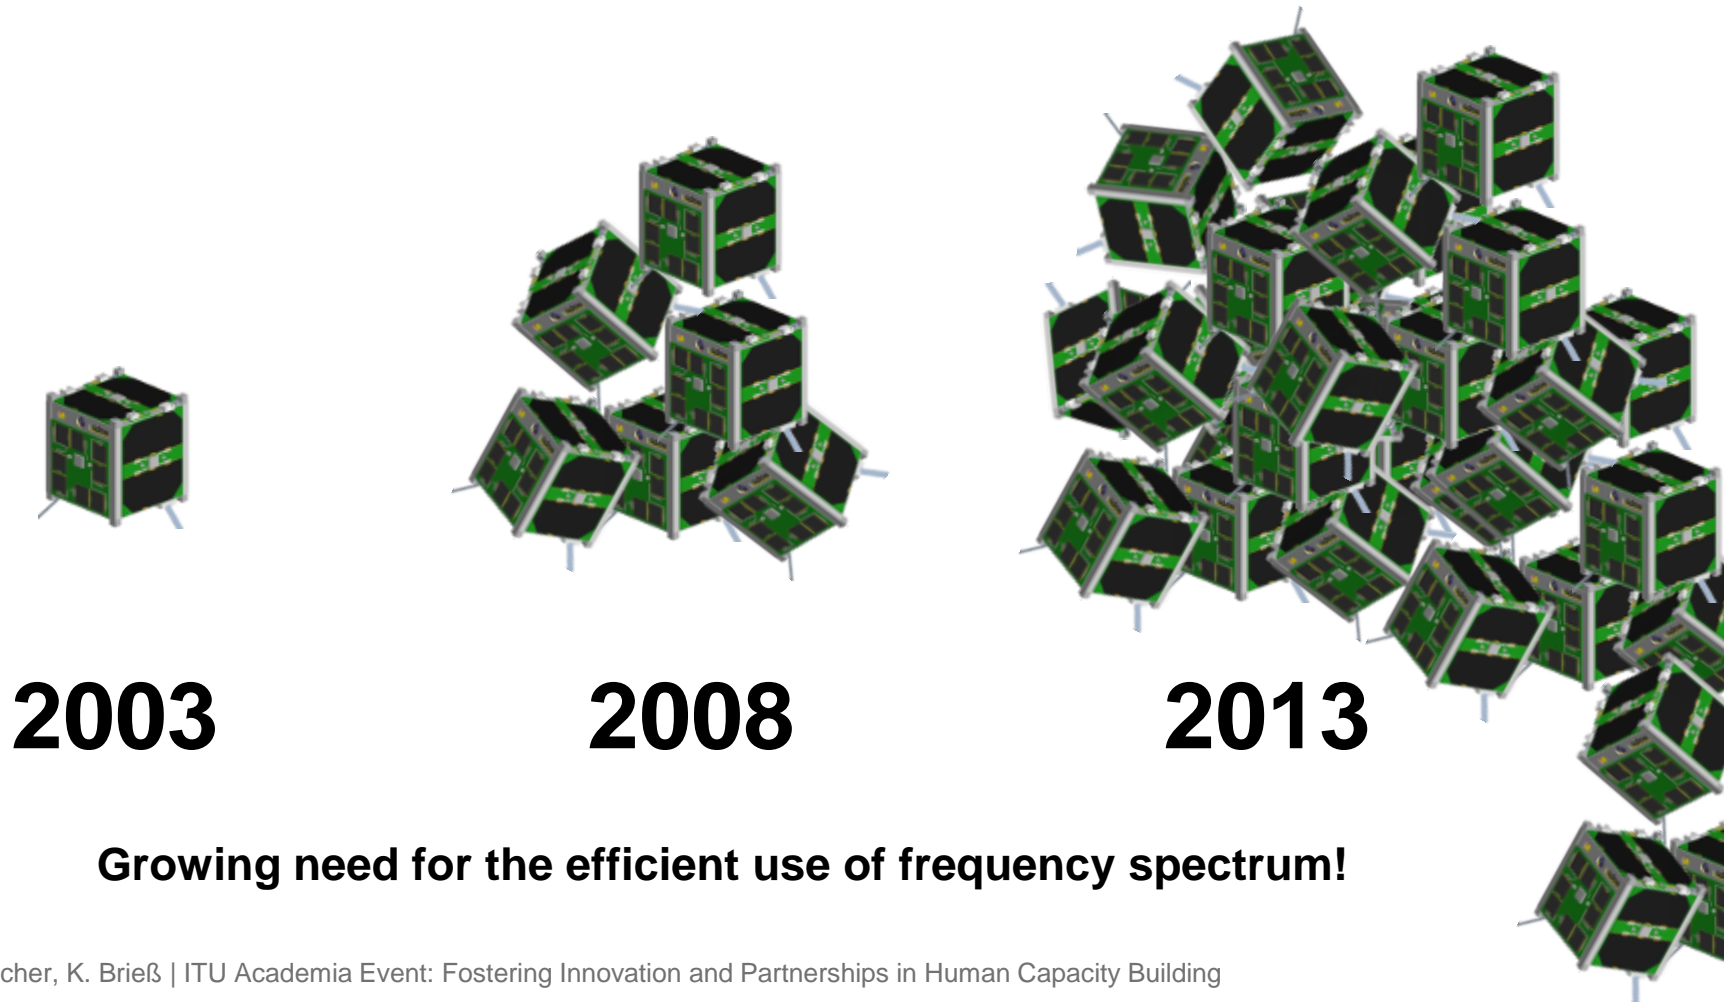 2003 2008 2013
Growing need for the efficient use of frequency spectrum!
cher, K. Brieß | ITU Academia Event: Fostering Innovation and Partnerships in Human Capacity Building